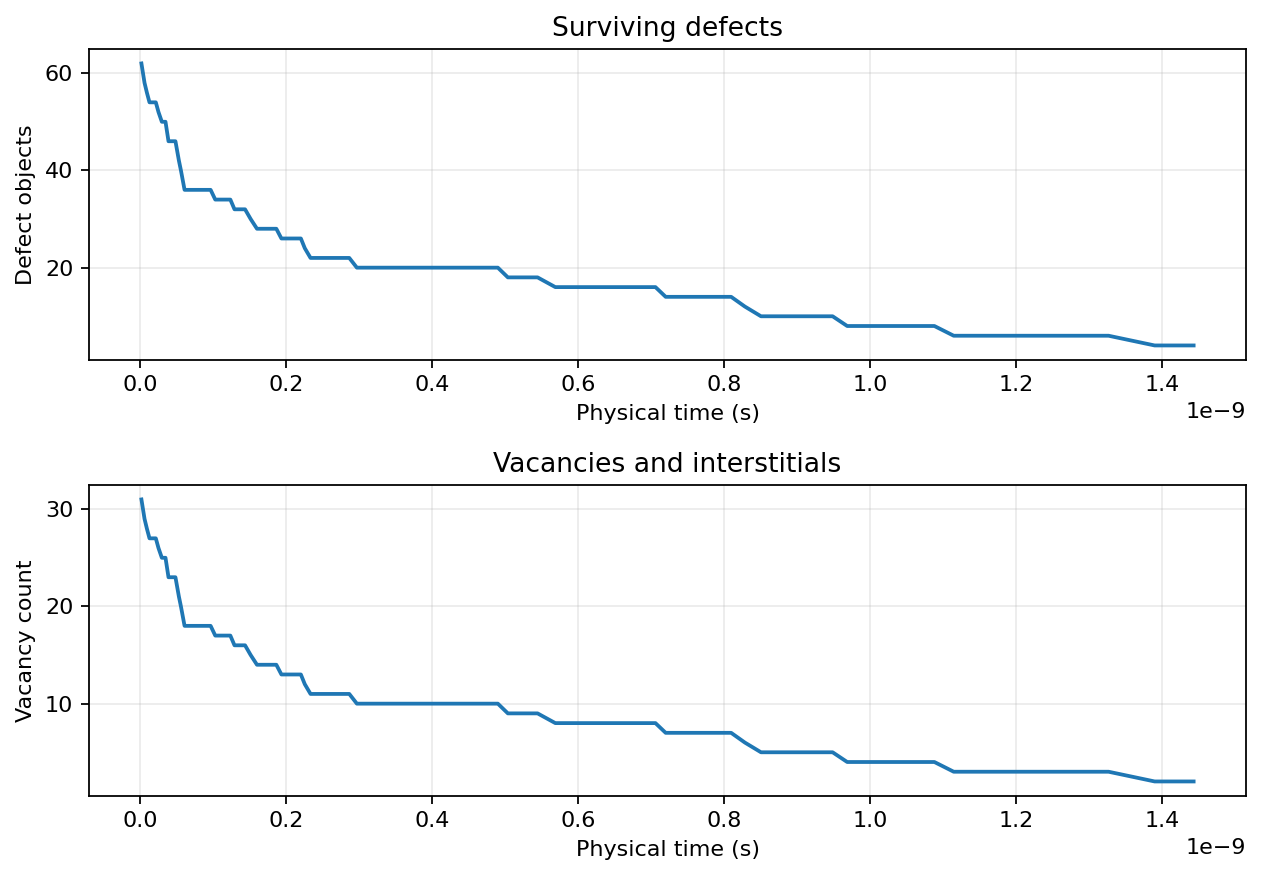 Surviving defects
Defect objects
60
40
20
0.0 0.2 0.4 0.6 0.8 1.0 1.2 1.4
1e−9
Physical time (s)
Vacancies and interstitials
Vacancy count
30
20
10
0.0 0.2 0.4 0.6 0.8 1.0 1.2 1.4
1e−9
Physical time (s)